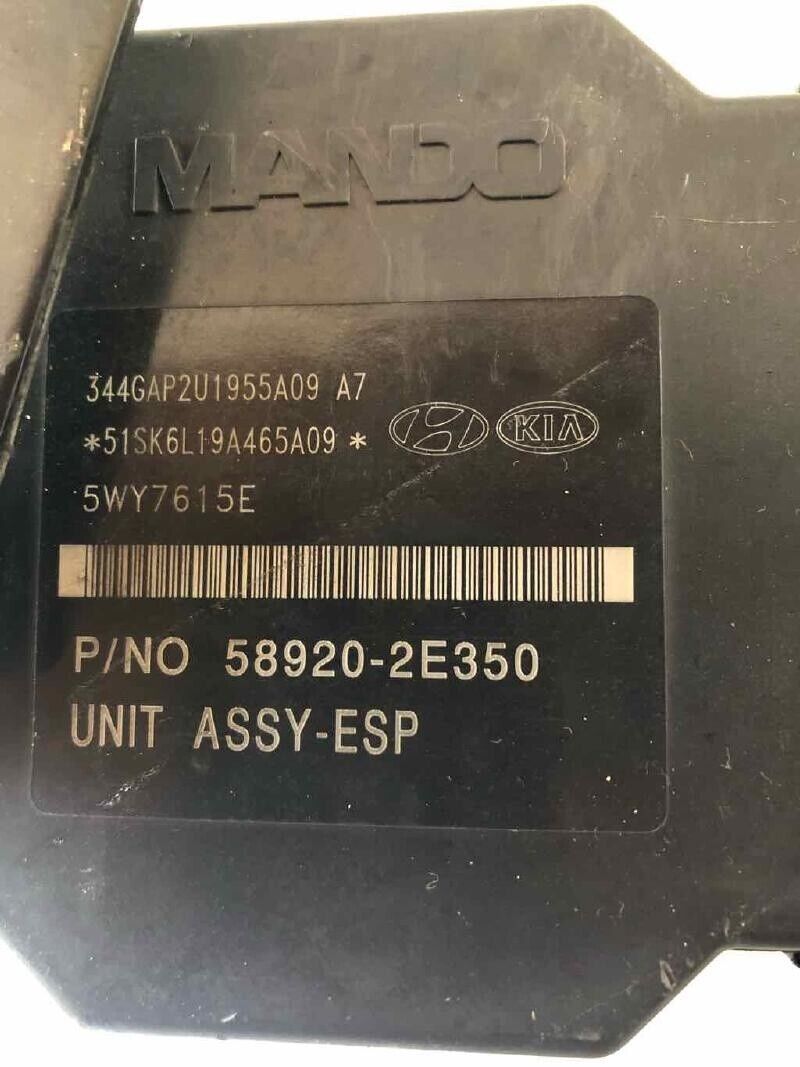 MANDO
344GAP2U1955A09 A7
*51SK6L19A465A09 *
KIA
5WY7615E
P/NO 58920-2E350
UNIT ASSY-ESP